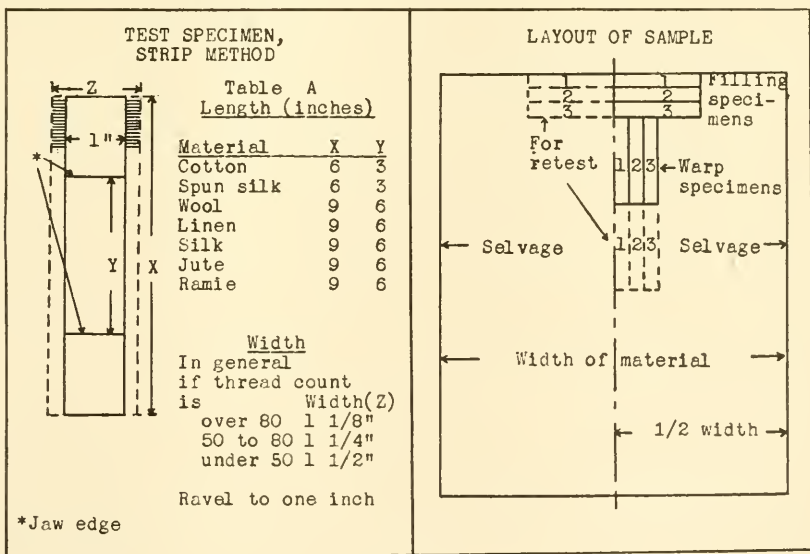 TEST SPECIMEN,
STRIP METHOD
Z
1"
*
Y
X
Table A
Length (inches)
Material X Y
Cotton 6 3
Spun silk 6 3
Wool 9 6
Linen 9 6
Silk 9 6
Jute 9 6
Ramie 9 6
Width
In general
if thread count
is Width(Z)
over 80 1 1/8"
50 to 80 1 1/4"
under 50 1 1/2"
Ravel to one inch
*Jaw edge
LAYOUT OF SAMPLE
1 1 Filling
2 2 speci-
3 3 mens
For
retest
1 2 3 Warp
specimens
1 2 3
Selvage Selvage
Width of material
1/2 width